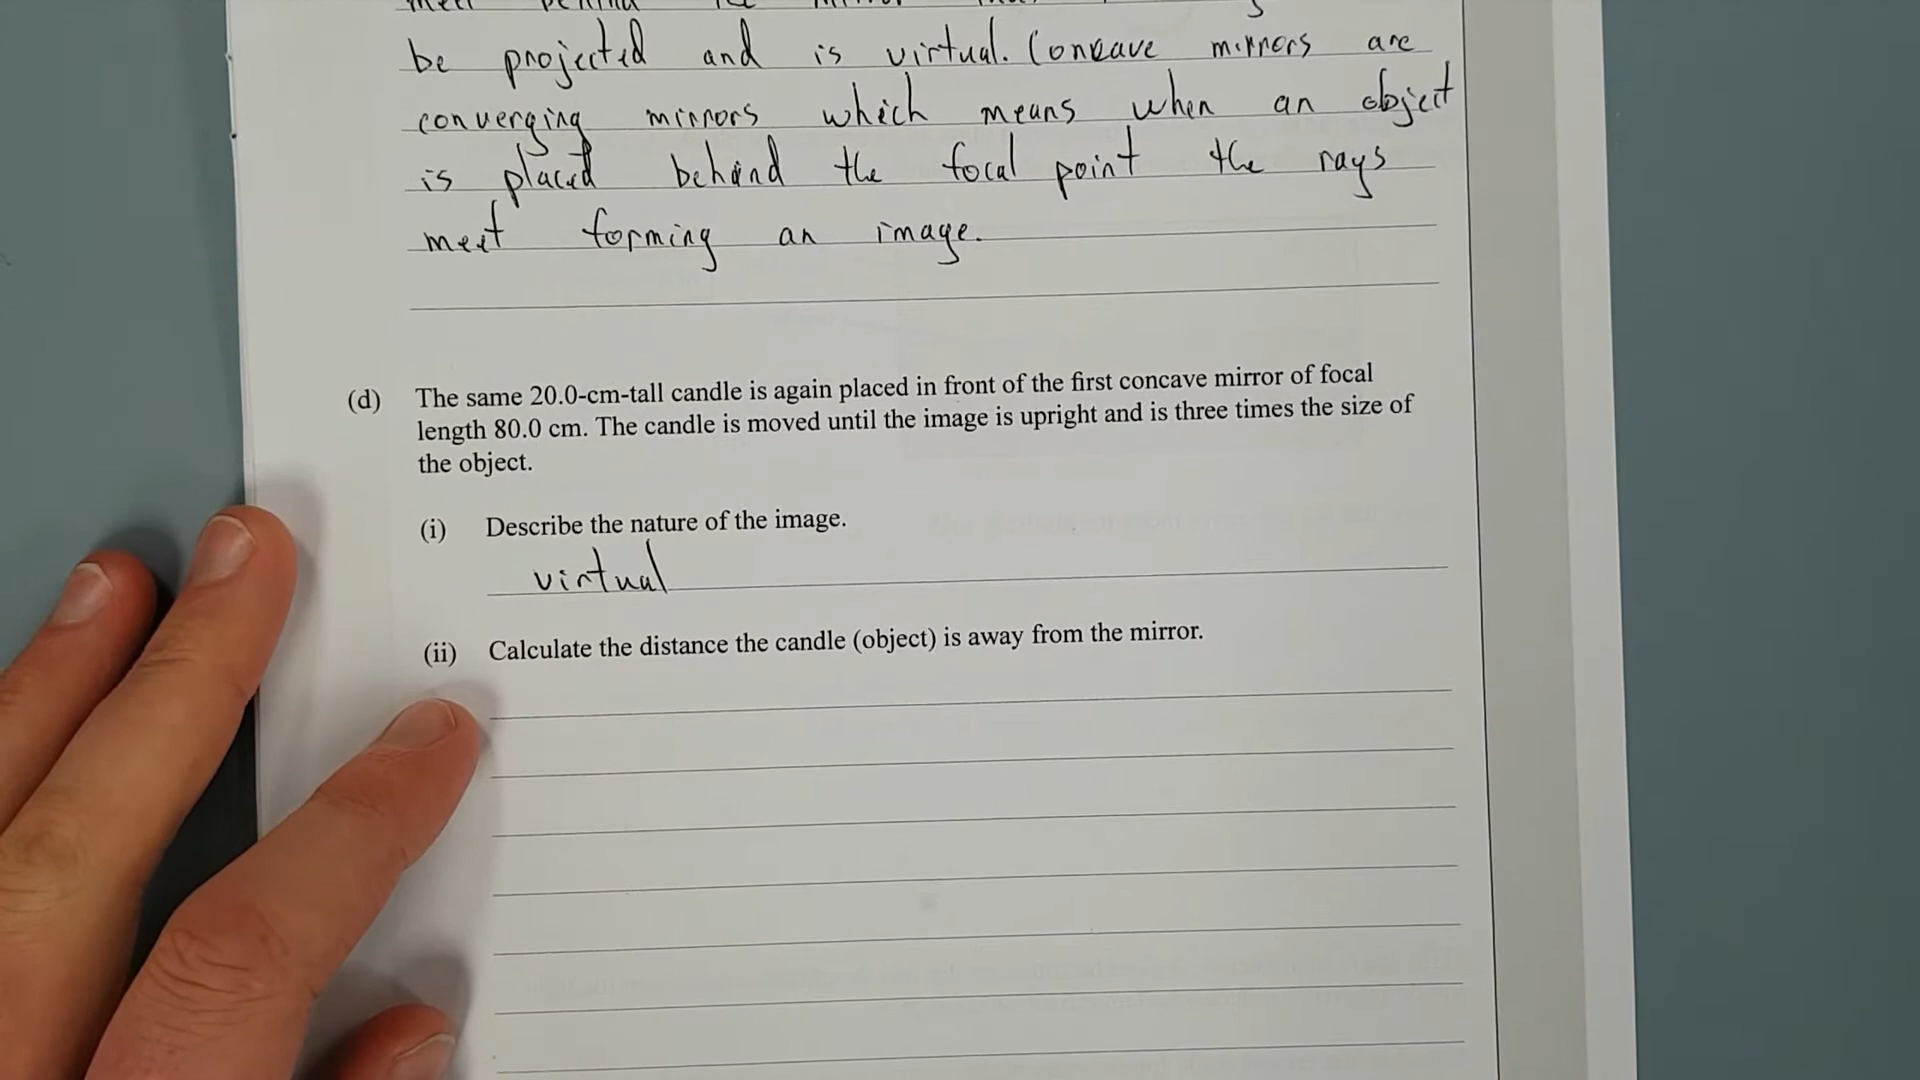 be projected and is virtual. Concave mirrors are
converging mirrors which means when an object
is placed behind the focal point the rays
meet forming an image.
(d) The same 20.0-cm-tall candle is again placed in front of the first concave mirror of focal
length 80.0 cm. The candle is moved until the image is upright and is three times the size of
the object.
(i) Describe the nature of the image.
virtual
(ii) Calculate the distance the candle (object) is away from the mirror.